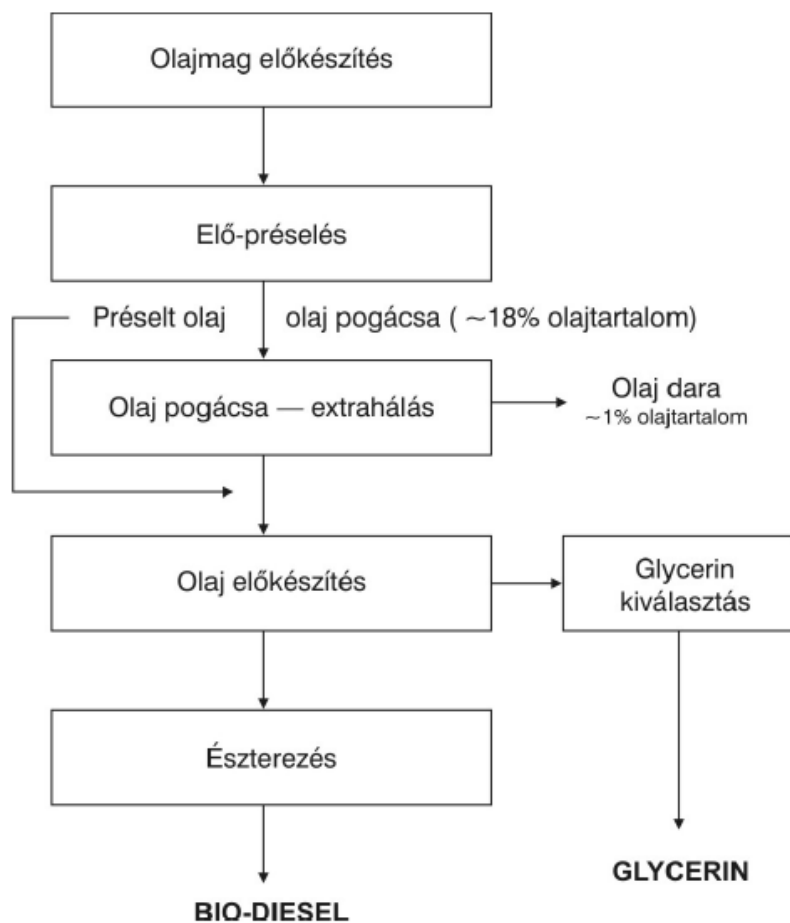 Olajmag előkészítés
Elő-préselés
Préselt olaj
olaj pogácsa ( ~18% olajtartalom)
Olaj pogácsa — extrahálás
Olaj dara
~1% olajtartalom
Olaj előkészítés
Glycerin
kiválasztás
Észterezés
GLYCERIN
BIO-DIESEL